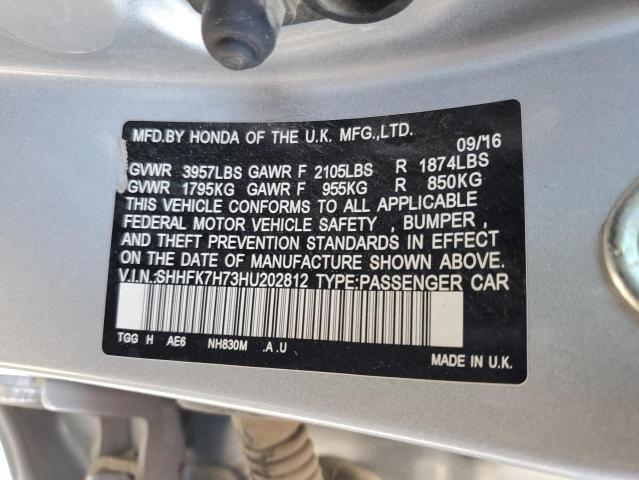 MFD.BY HONDA OF THE U.K. MFG.,LTD.
09/16
GVWR 3957LBS GAWR F 2105LBS R 1874LBS
GVWR 1795KG GAWR F 955KG R 850KG
THIS VEHICLE CONFORMS TO ALL APPLICABLE
FEDERAL MOTOR VEHICLE SAFETY , BUMPER ,
AND THEFT PREVENTION STANDARDS IN EFFECT
ON THE DATE OF MANUFACTURE SHOWN ABOVE.
V.I.N.:SHHFK7H73HU202812 TYPE:PASSENGER CAR
TGG H AE6 NH830M .A .U
MADE IN U.K.